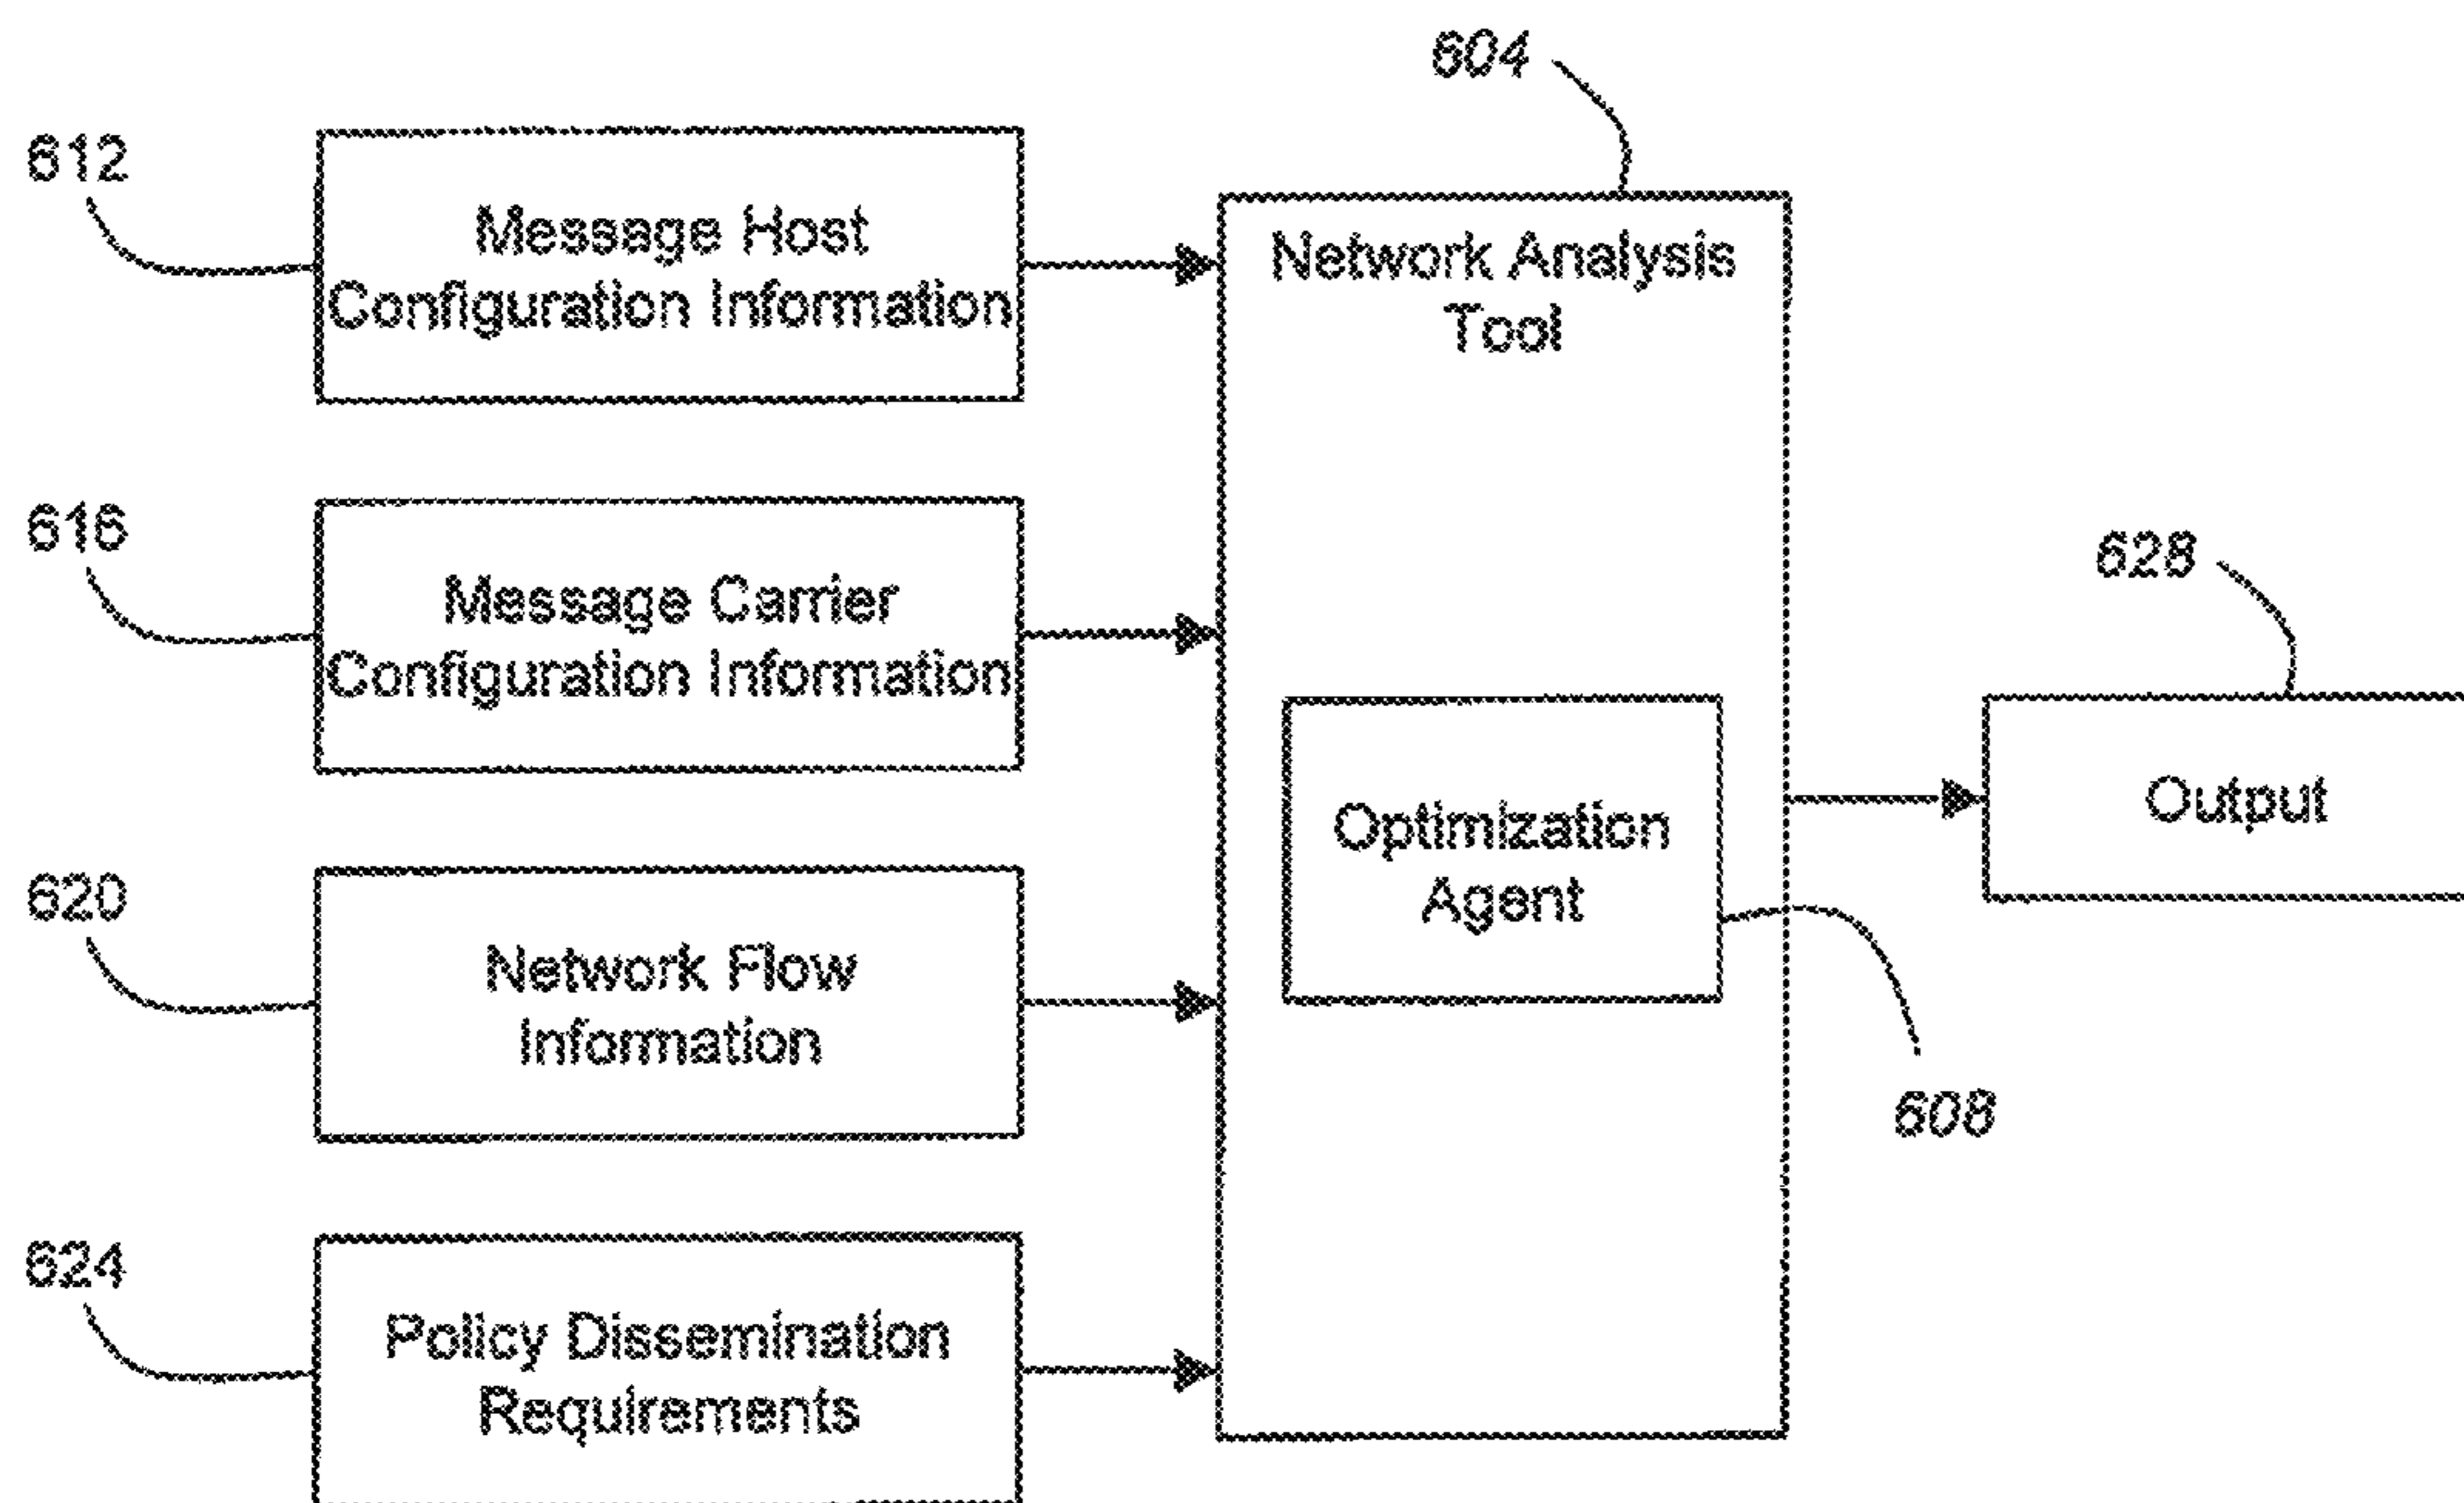 604
612
Message Host
Configuration Information
Network Analysis
Tool
616
Message Carrier
Configuration Information
628
Optimization
Agent
Output
620
Network Flow
Information
608
624
Policy Dissemination
Requirements